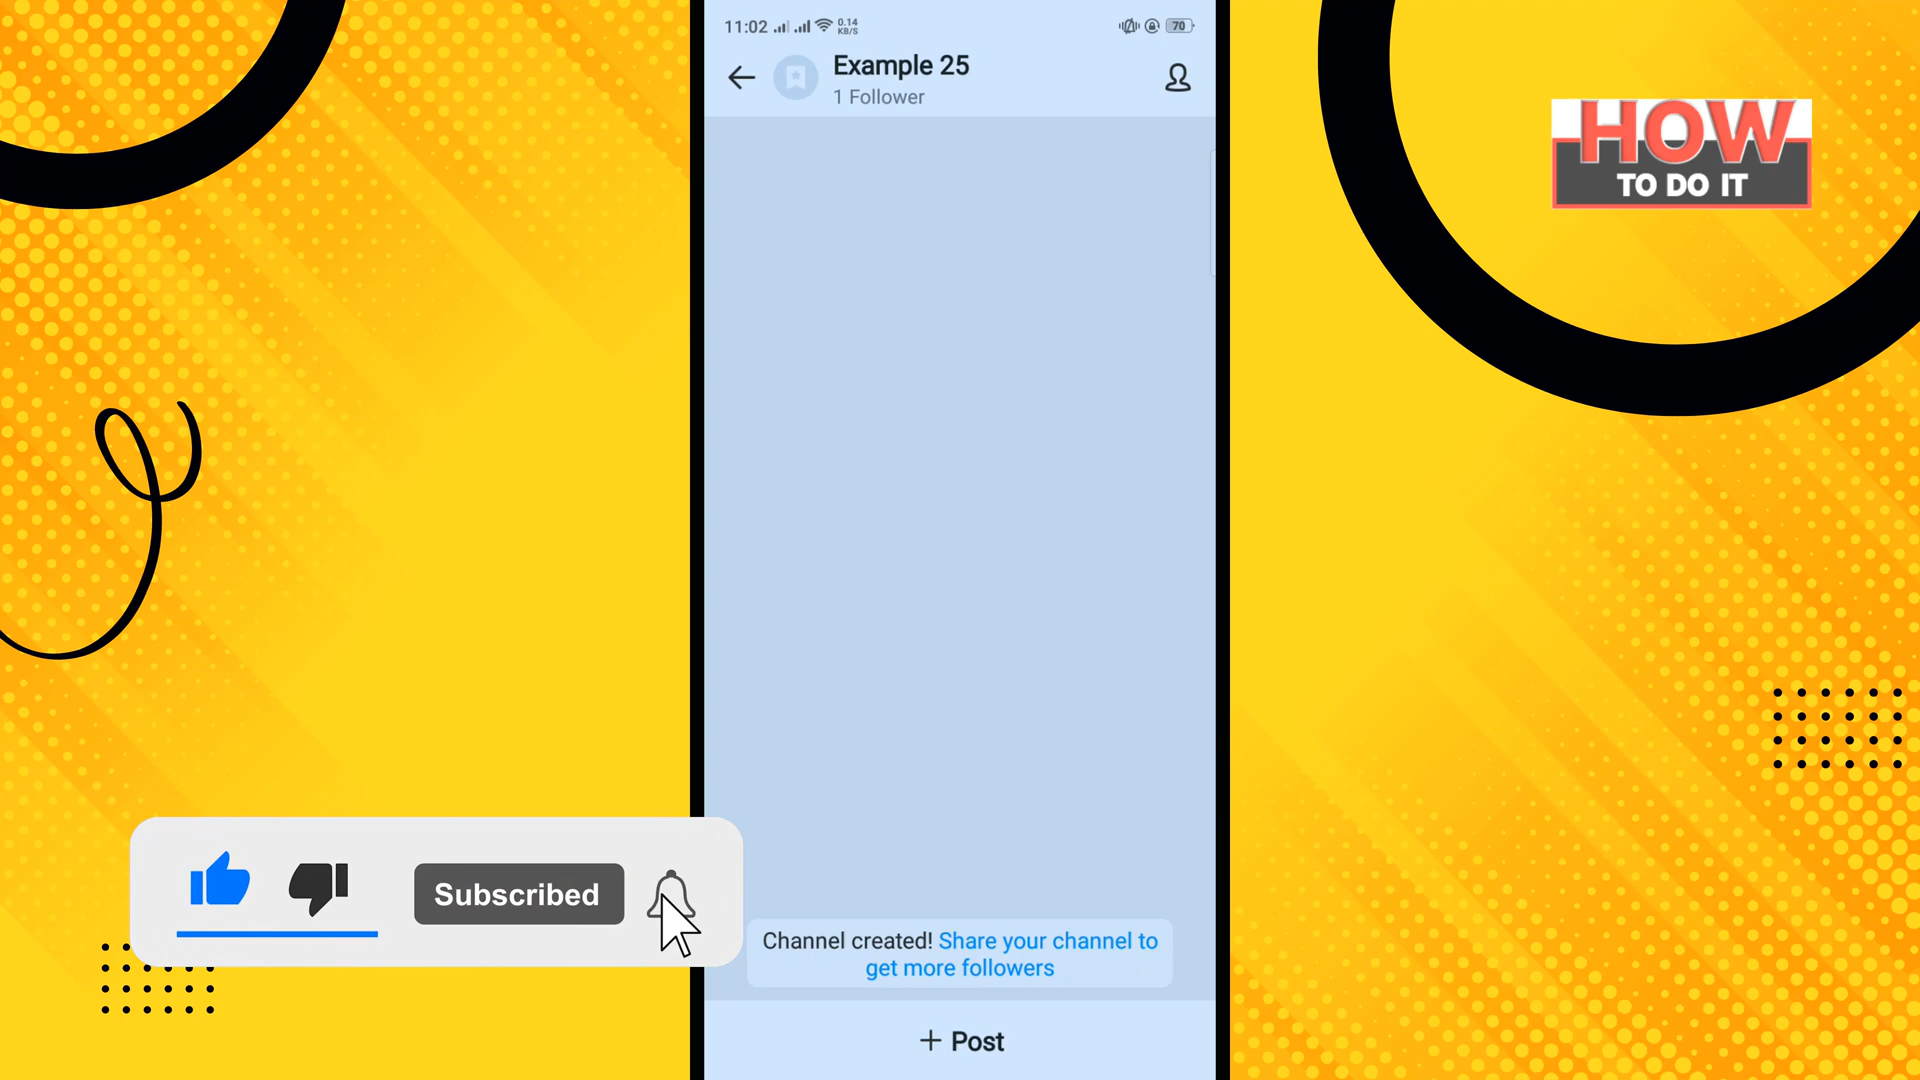 11:02
0.14
KB/S
70
Example 25
1 Follower
HOW
TO DO IT
Subscribed
Channel created! Share your channel to
get more followers
+ Post